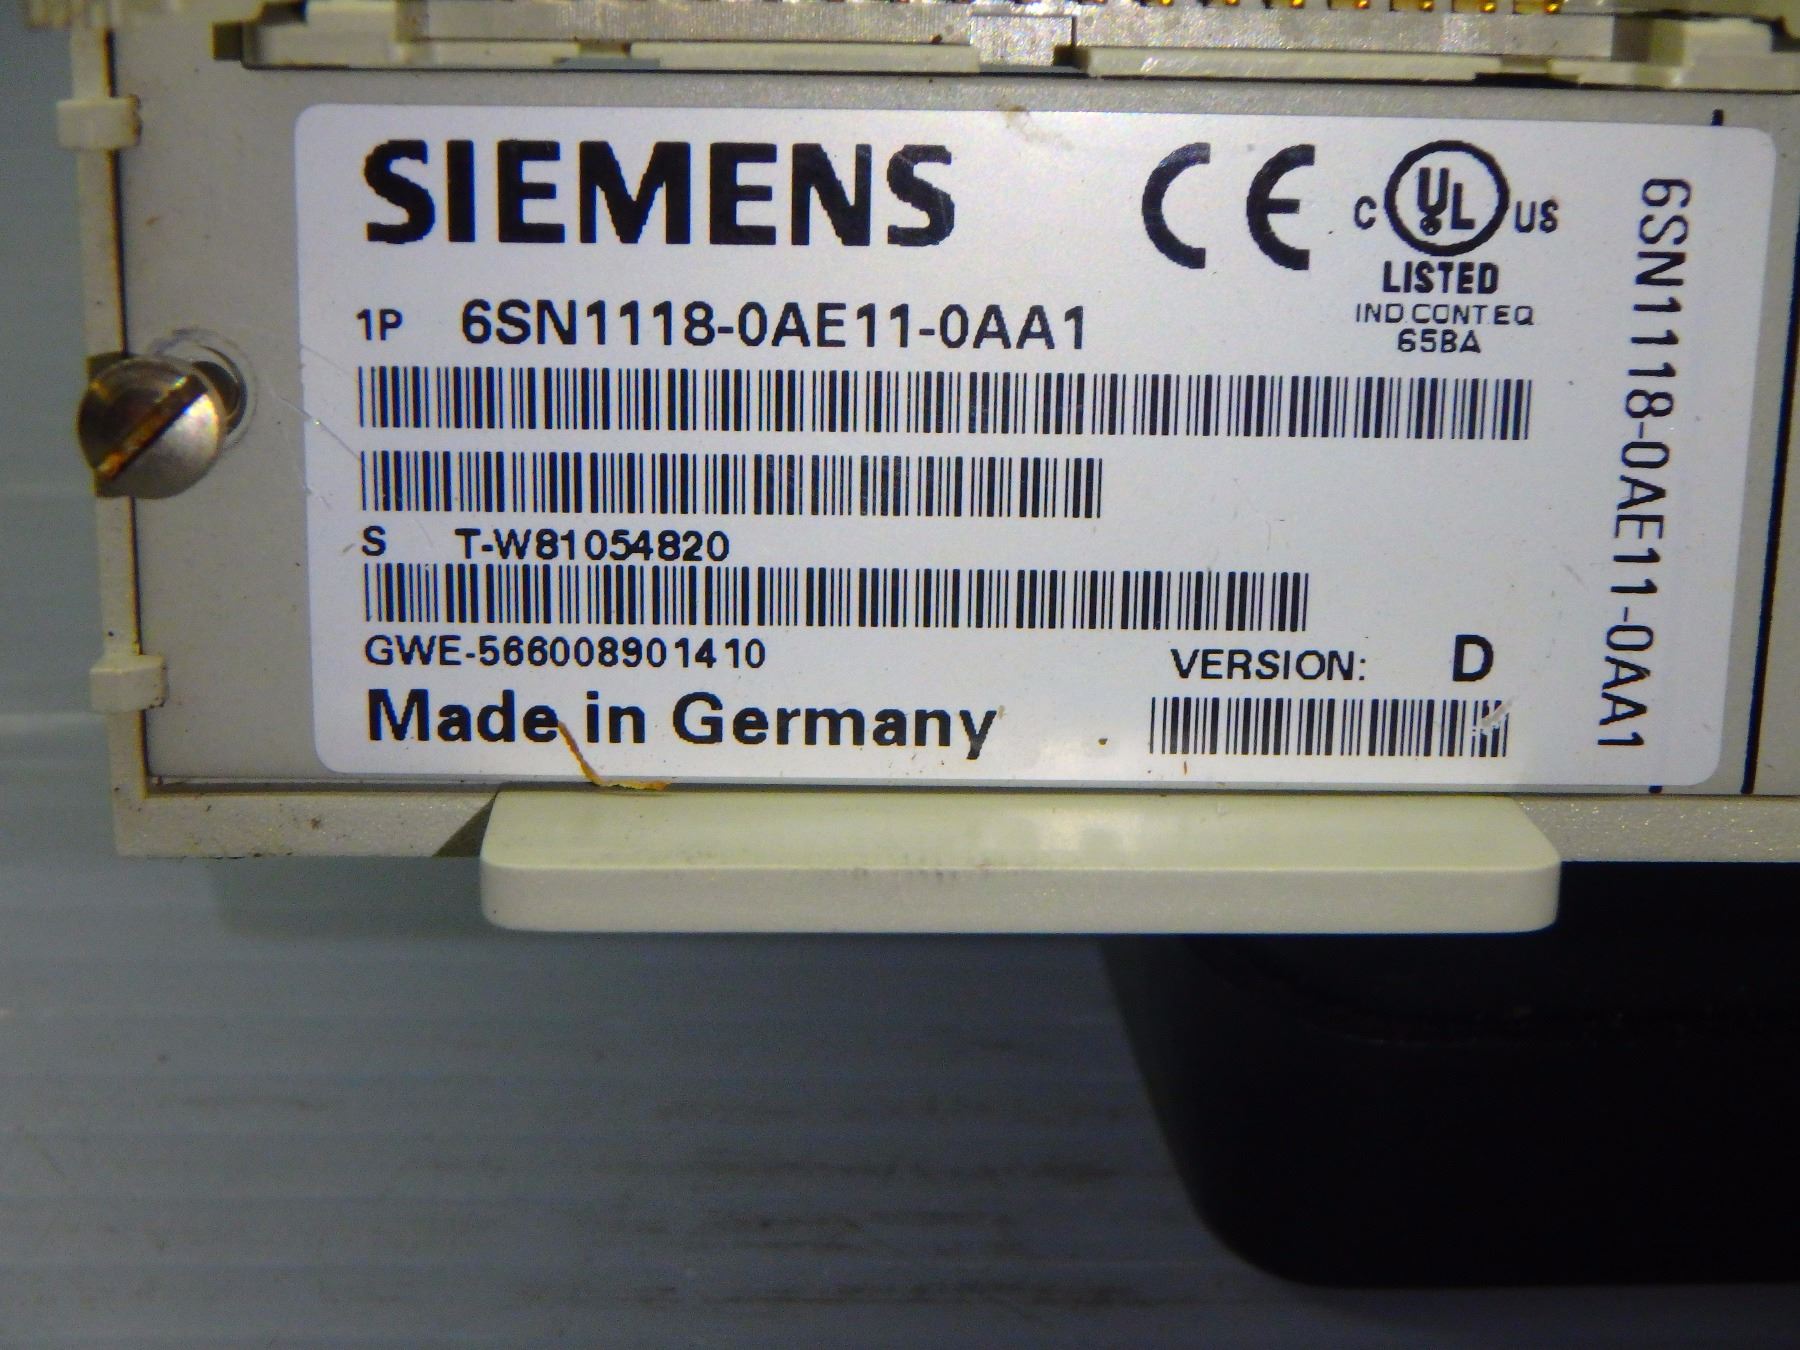 SIEMENS
CE
C UL US
LISTED
IND.CONT.EQ
65BA
1P 6SN1118-0AE11-0AA1
S T-W81054820
GWE-566008901410
VERSION: D
Made in Germany
6SN1118-0AE11-0AA1